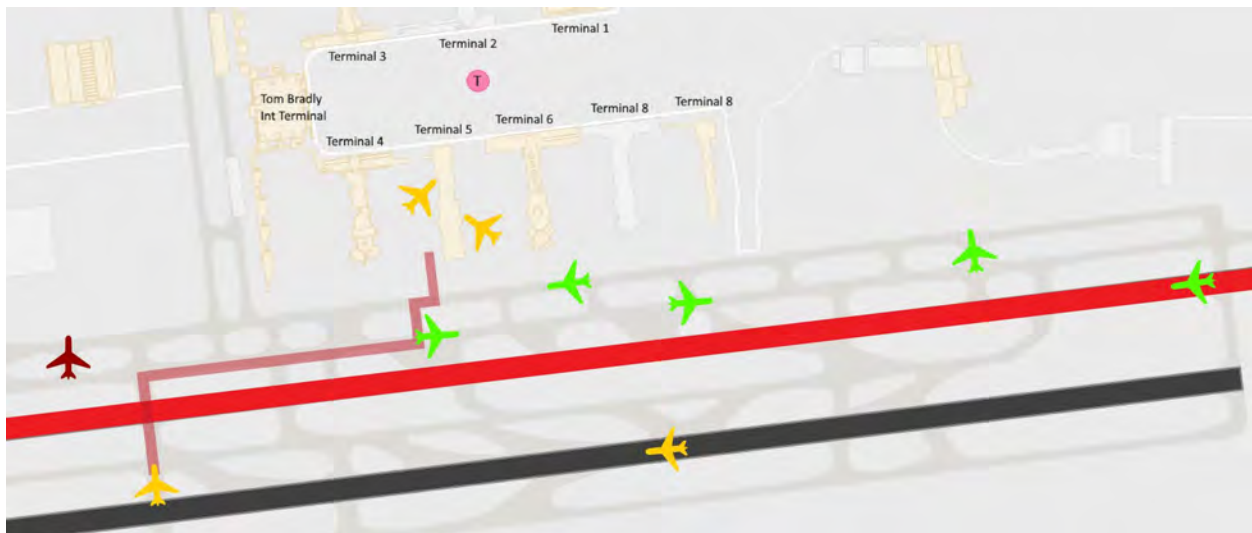 Terminal 1
Terminal 2
Terminal 3
T
Tom Bradly
Int Terminal
Terminal 8
Terminal 8
Terminal 6
Terminal 5
Terminal 4